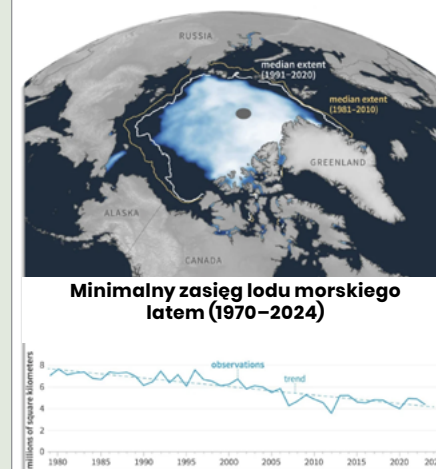 RUSSIA
median extent
(1991–2020)
median extent
(1981–2010)
GREENLAND
ALASKA
CANADA
Minimalny zasięg lodu morskiego
latem (1970–2024)
millions of square kilometers
observations
trend
8
6
4
2
0
1980 1985 1990 1995 2000 2005 2010 2015 2020